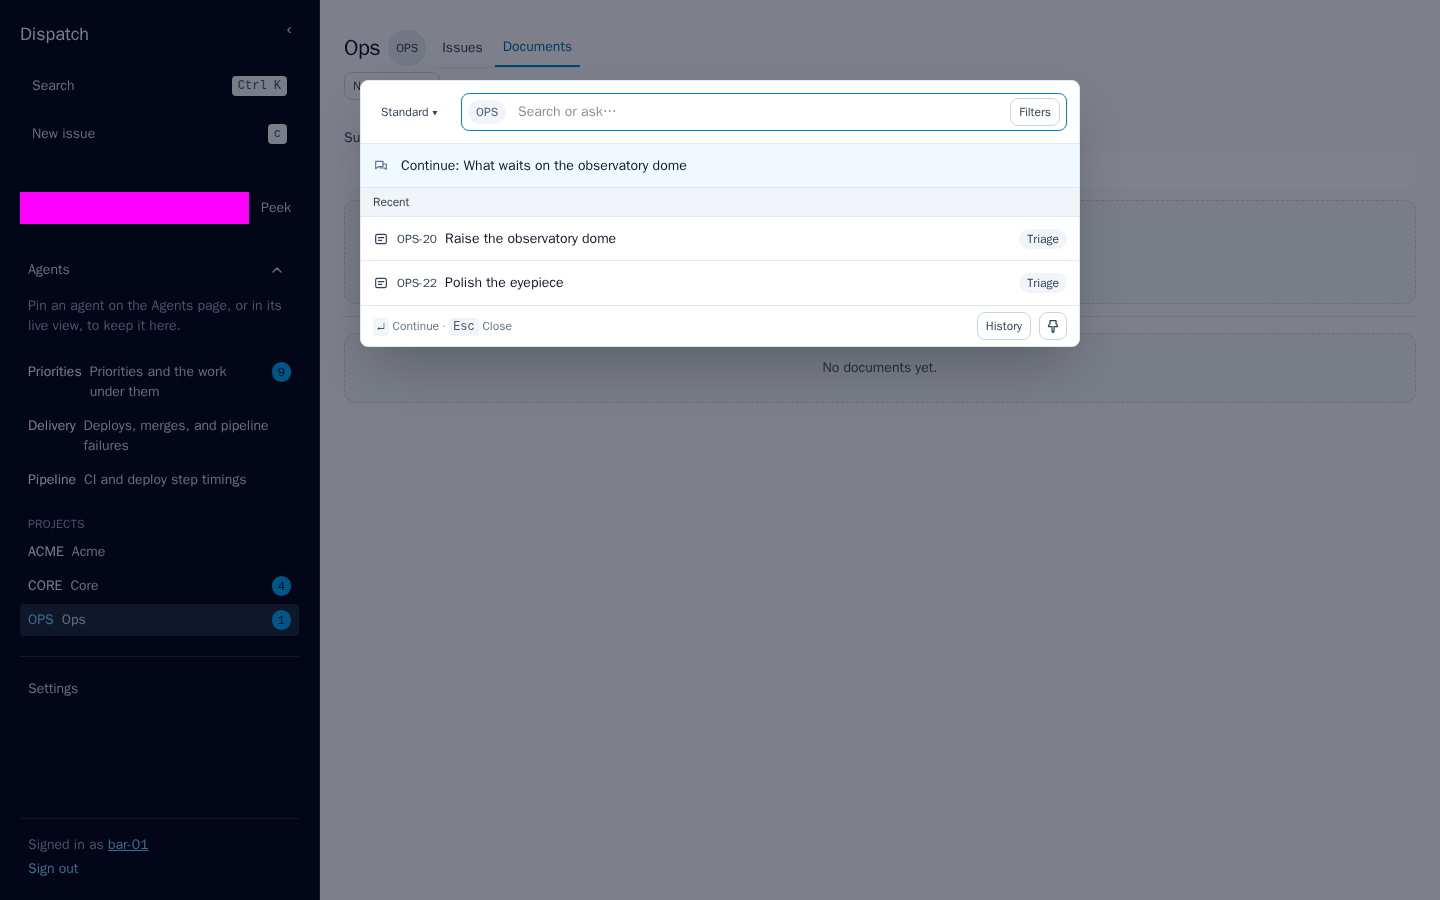 Dispatch
Search
Ctrl K
New issue
C
Peek
Agents
Pin an agent on the Agents page, or in its
live view, to keep it here.
Priorities Priorities and the work
under them
9
Delivery Deploys, merges, and pipeline
failures
Pipeline CI and deploy step timings
PROJECTS
ACME Acme
CORE Core 4
OPS Ops 1
Settings
Signed in as bar-01
Sign out
Ops OPS Issues Documents
Standard ▾
OPS Search or ask…
Filters
Continue: What waits on the observatory dome
Recent
OPS-20 Raise the observatory dome Triage
OPS-22 Polish the eyepiece Triage
↵ Continue · Esc Close
History
No documents yet.